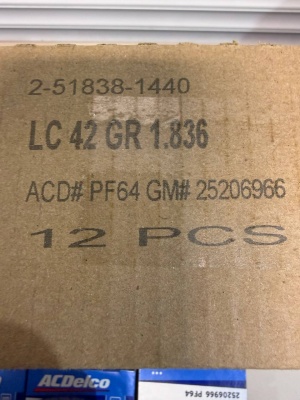 2-51838-1440
LC 42 GR 1.836
ACD# PF64 GM# 25206966
12 PCS
ACDelco
25206966 PF64